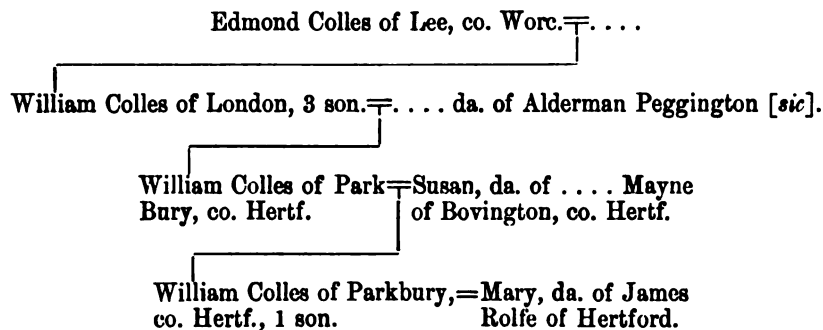 Edmond Colles of Lee, co. Worc.=. . . .
William Colles of London, 3 son.=. . . . da. of Alderman Peggington [sic].
William Colles of Park=Susan, da. of . . . . Mayne
Bury, co. Hertf. of Bovington, co. Hertf.
William Colles of Parkbury,=Mary, da. of James
co. Hertf., 1 son. Rolfe of Hertford.